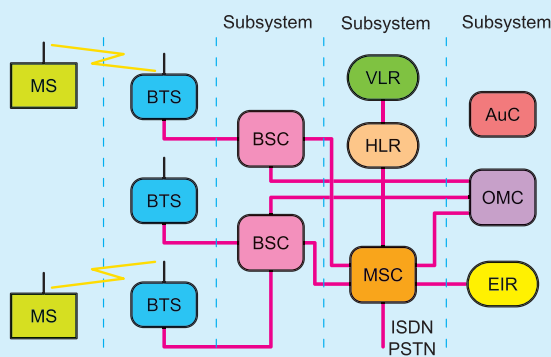 Subsystem
Subsystem
Subsystem
MS
BTS
VLR
AuC
BSC
HLR
BTS
OMC
BSC
MS
BTS
MSC
EIR
ISDN
PSTN